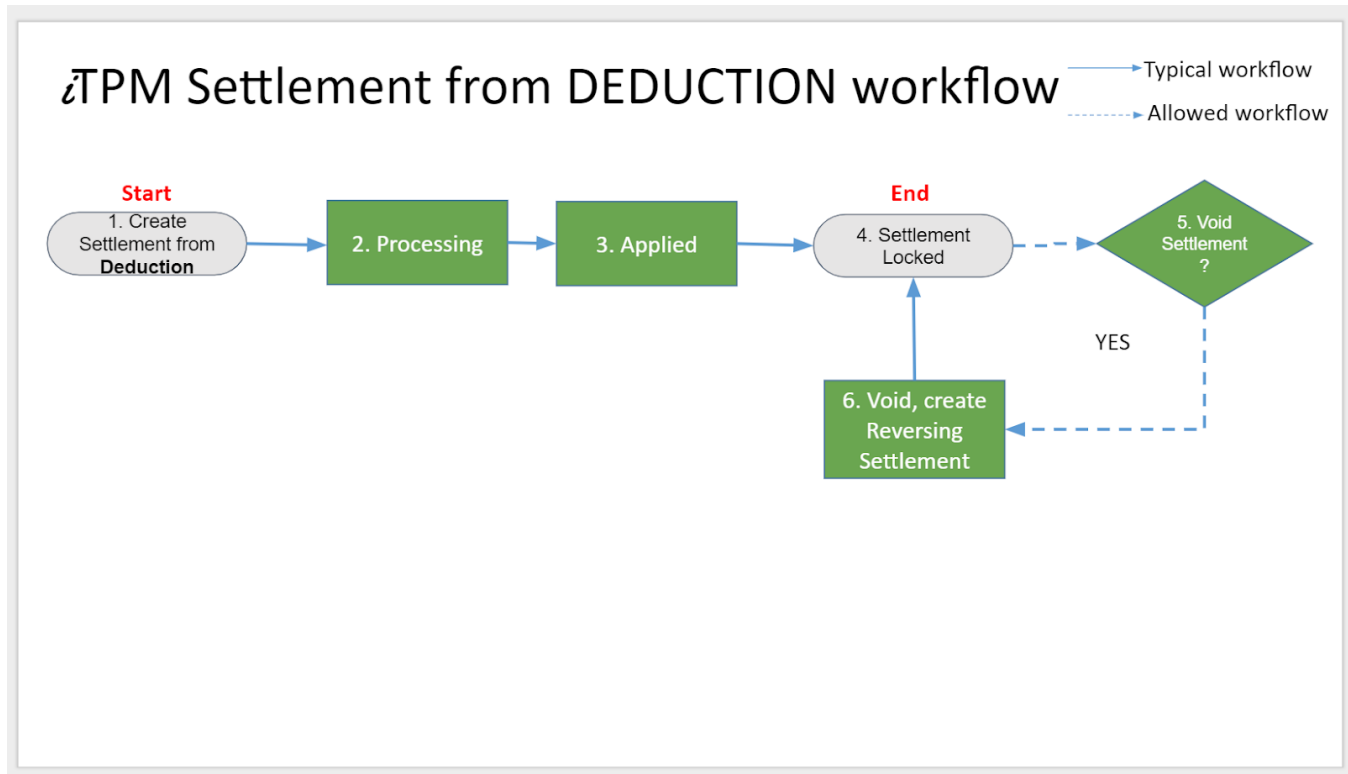 iTPM Settlement from DEDUCTION workflow
Typical workflow
Allowed workflow
Start
1. Create
Settlement from
Deduction
2. Processing
3. Applied
End
4. Settlement
Locked
5. Void
Settlement
?
YES
6. Void, create
Reversing
Settlement